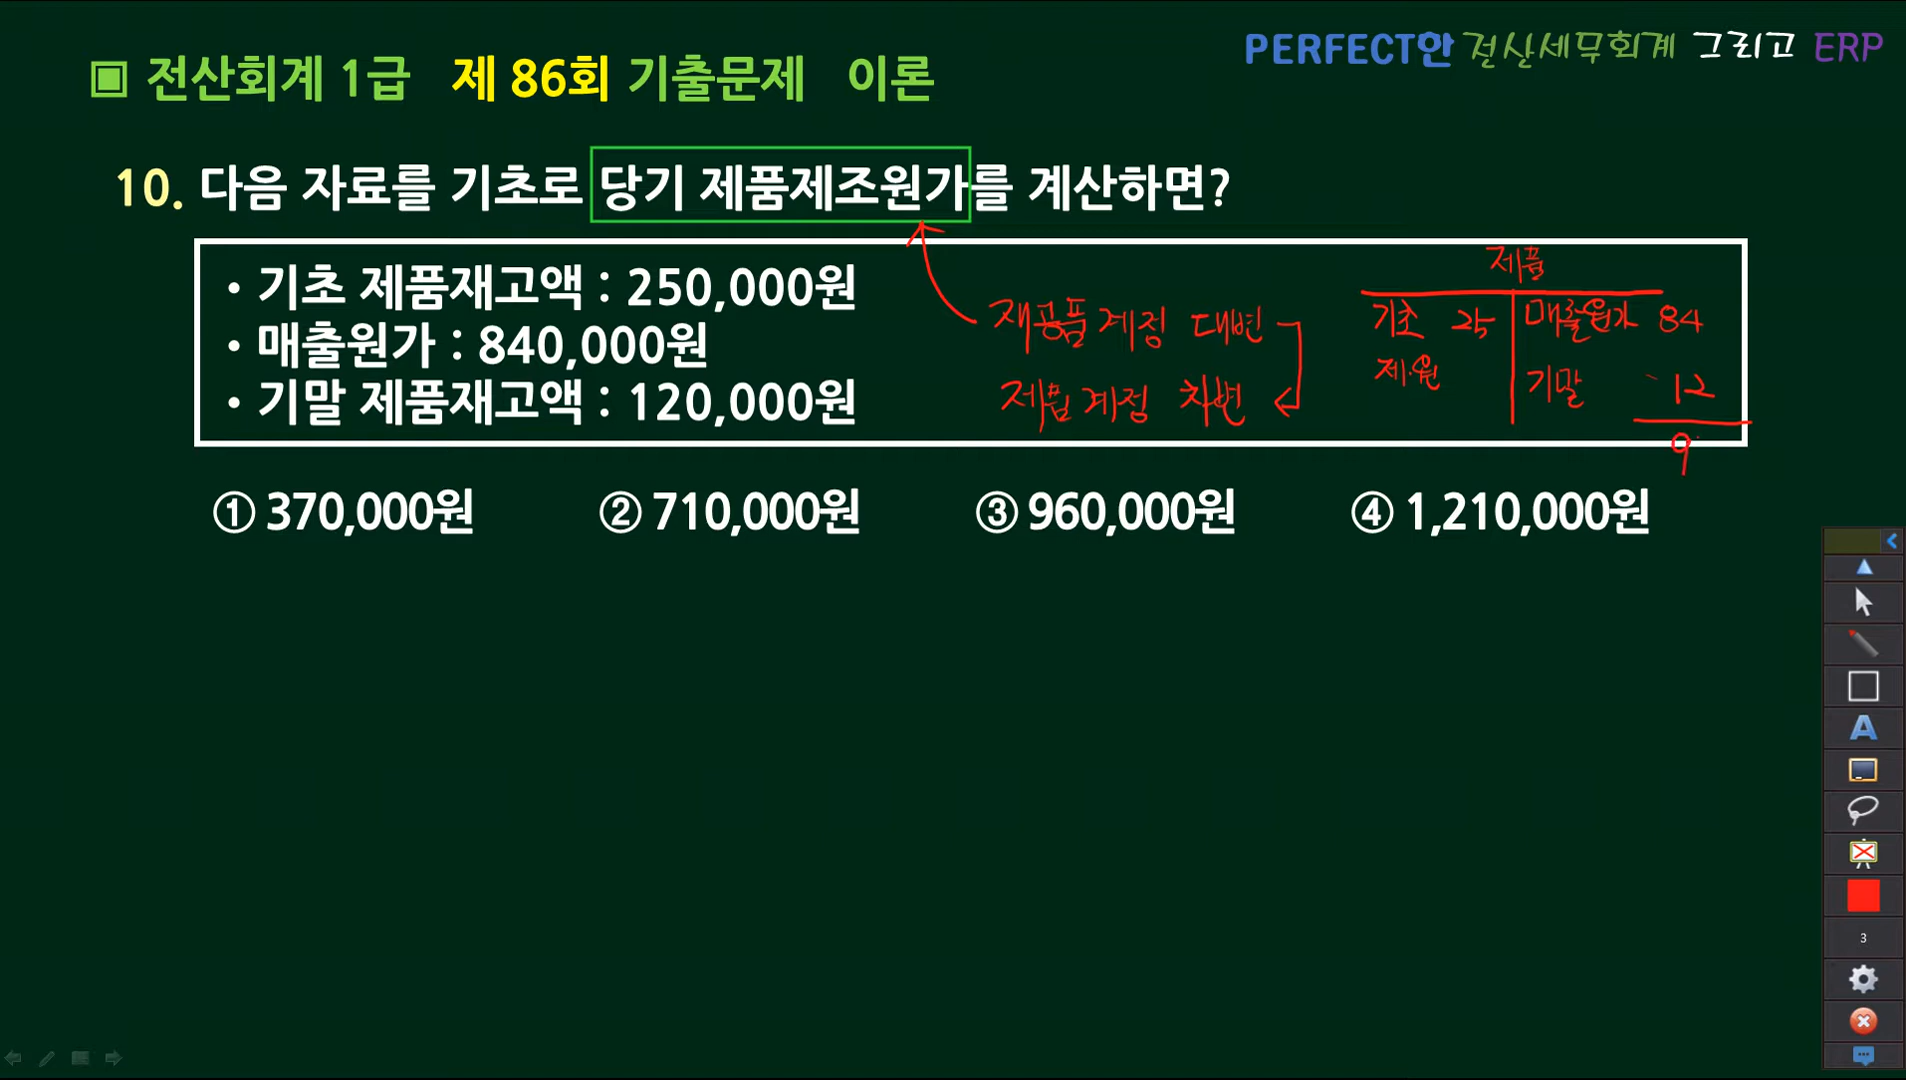 PERFECT한 전산세무회계 그리고 ERP
▣ 전산회계 1급 제 86회 기출문제 이론
10. 다음 자료를 기초로 당기 제품제조원가를 계산하면?
• 기초 제품재고액 : 250,000원
• 매출원가 : 840,000원
• 기말 제품재고액 : 120,000원
재공품 계정 대변
제품 계정 차변
제품
기초 25 매출원가 84
제.원 기말 12
9
① 370,000원 ② 710,000원 ③ 960,000원 ④ 1,210,000원
A
3